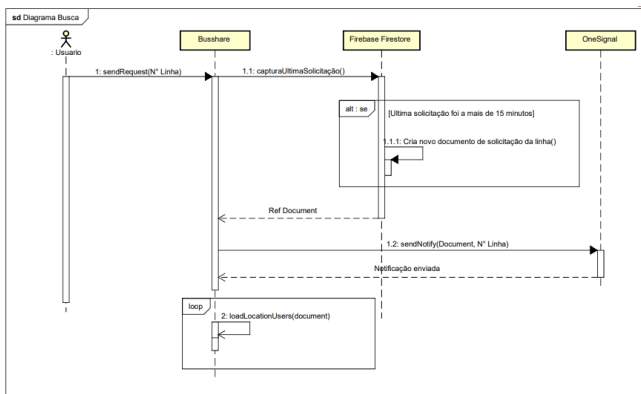 sd Diagrama Busca
Busshare
Firebase Firestore
OneSignal
: Usuario
1: sendRequest(N° Linha)
1.1: capturaUltimaSolicitação()
alt : se
[Ultima solicitação foi a mais de 15 minutos]
1.1.1: Cria novo documento de solicitação da linha()
Ref Document
1.2: sendNotify(Document, N° Linha)
Notificação enviada
loop
2: loadLocationUsers(document)